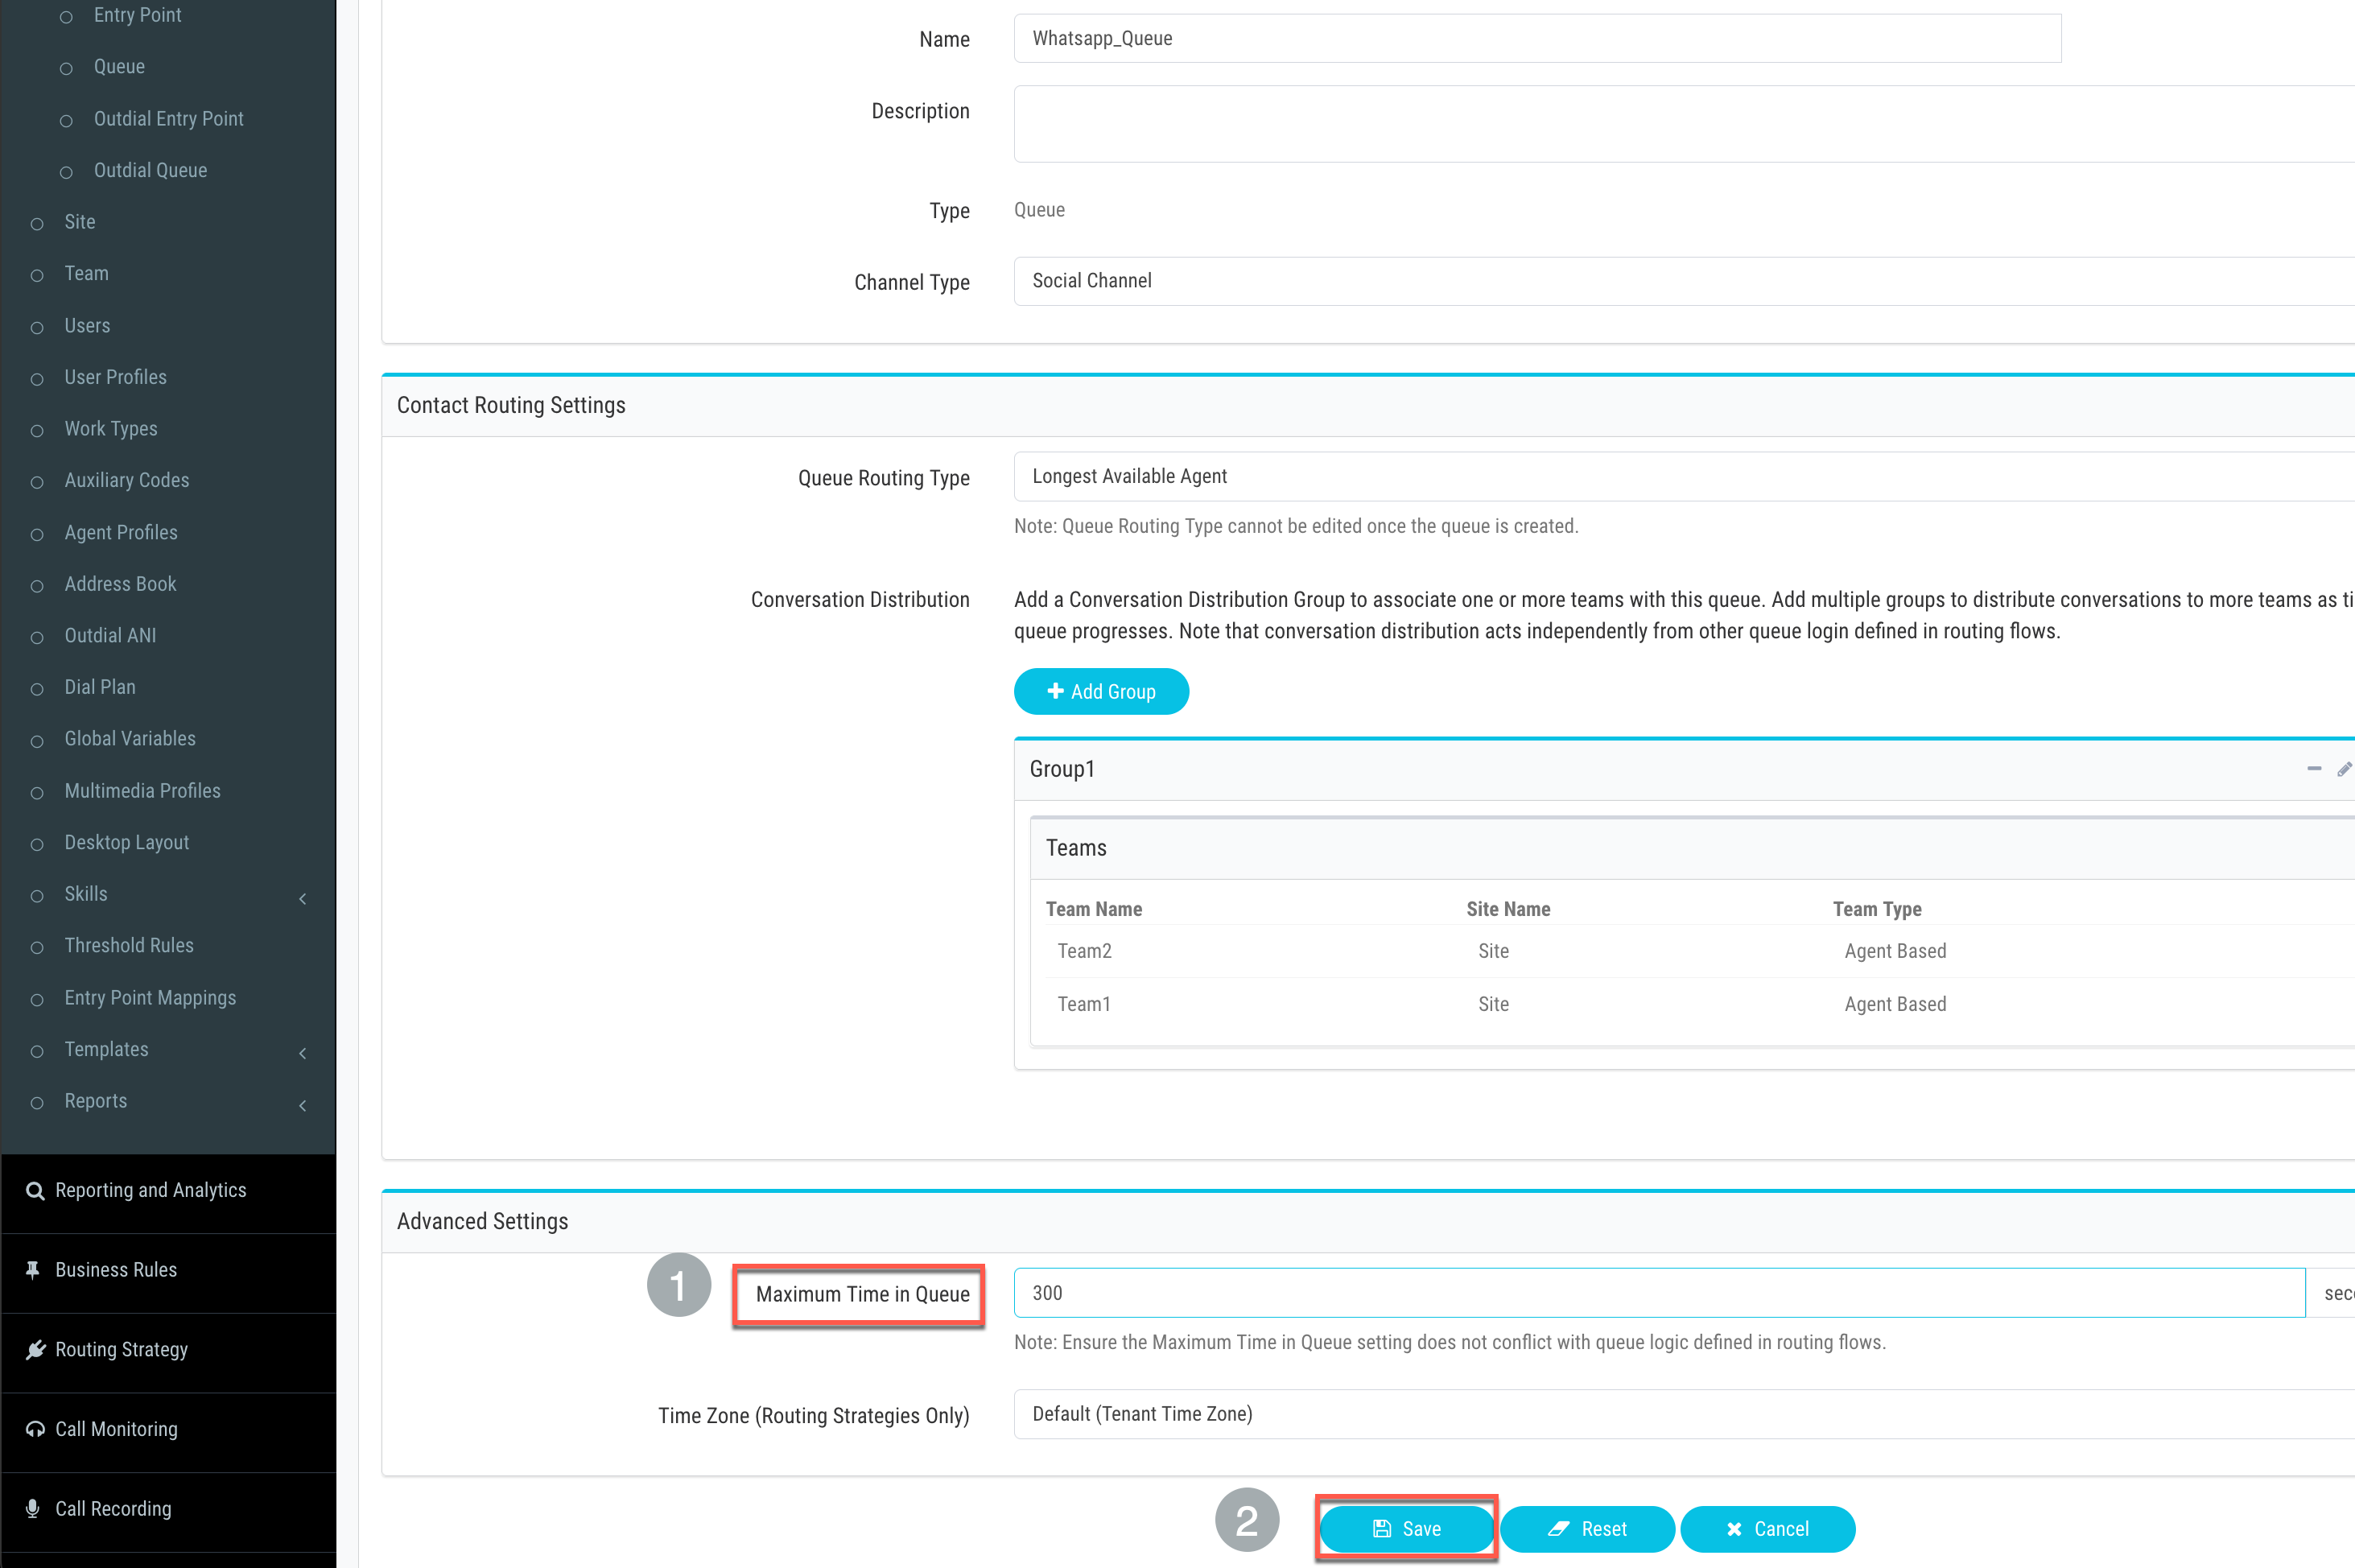 Entry Point
Queue
Outdial Entry Point
Outdial Queue
Site
Team
Users
User Profiles
Work Types
Auxiliary Codes
Agent Profiles
Address Book
Outdial ANI
Dial Plan
Global Variables
Multimedia Profiles
Desktop Layout
Skills
Threshold Rules
Entry Point Mappings
Templates
Reports
Reporting and Analytics
Business Rules
Routing Strategy
Call Monitoring
Call Recording
Name Whatsapp_Queue
Description
Type Queue
Channel Type Social Channel
Contact Routing Settings
Queue Routing Type Longest Available Agent
Note: Queue Routing Type cannot be edited once the queue is created.
Conversation Distribution Add a Conversation Distribution Group to associate one or more teams with this queue. Add multiple groups to distribute conversations to more teams as ti
queue progresses. Note that conversation distribution acts independently from other queue login defined in routing flows.
Add Group
Group1
Teams
Team Name Site Name Team Type
Team2 Site Agent Based
Team1 Site Agent Based
Advanced Settings
1 Maximum Time in Queue 300 sec
Note: Ensure the Maximum Time in Queue setting does not conflict with queue logic defined in routing flows.
Time Zone (Routing Strategies Only) Default (Tenant Time Zone)
2 Save Reset Cancel